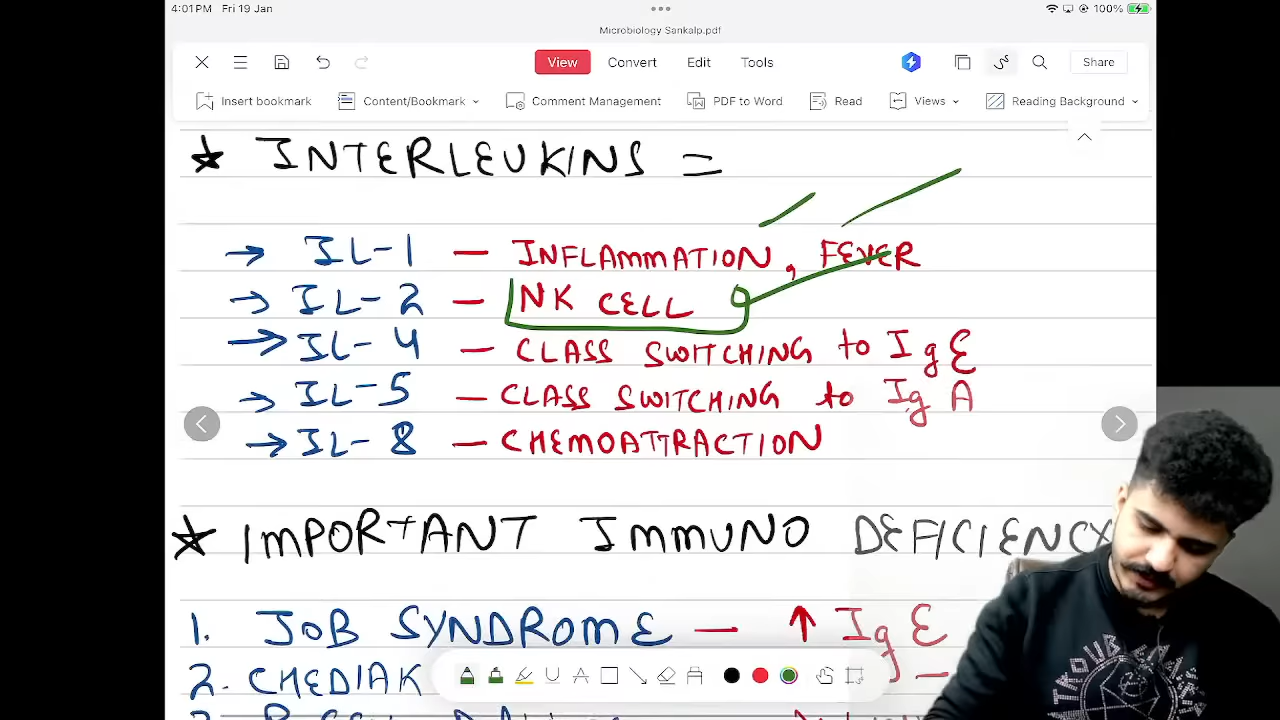 4:01PM Fri 19 Jan
100%
Microbiology Sankalp.pdf
View Convert Edit Tools Share
Insert bookmark Content/Bookmark Comment Management PDF to Word Read Views Reading Background
★ INTERLEUKINS =
→ IL-1 — INFLAMMATION, FEVER
→ IL-2 — NK CELL
→ IL-4 — CLASS SWITCHING to IgE
→ IL-5 — CLASS SWITCHING to IgA
→ IL-8 — CHEMOATTRACTION
★ IMPORTANT IMMUNO DEFICIENCY
1. JOB SYNDROME — ↑ IgE
2. CHEDIAK